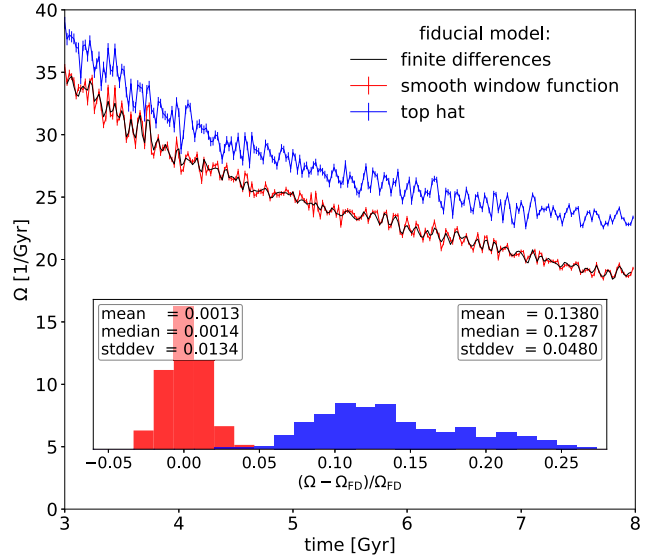 40
35
30
25
20
15
10
5
0
Ω [1/Gyr]
fiducial model:
finite differences
smooth window function
top hat
mean = 0.0013
median = 0.0014
stddev = 0.0134
mean = 0.1380
median = 0.1287
stddev = 0.0480
−0.05 0.00 0.05 0.10 0.15 0.20 0.25
(Ω − Ω_FD)/Ω_FD
3 4 5 6 7 8
time [Gyr]